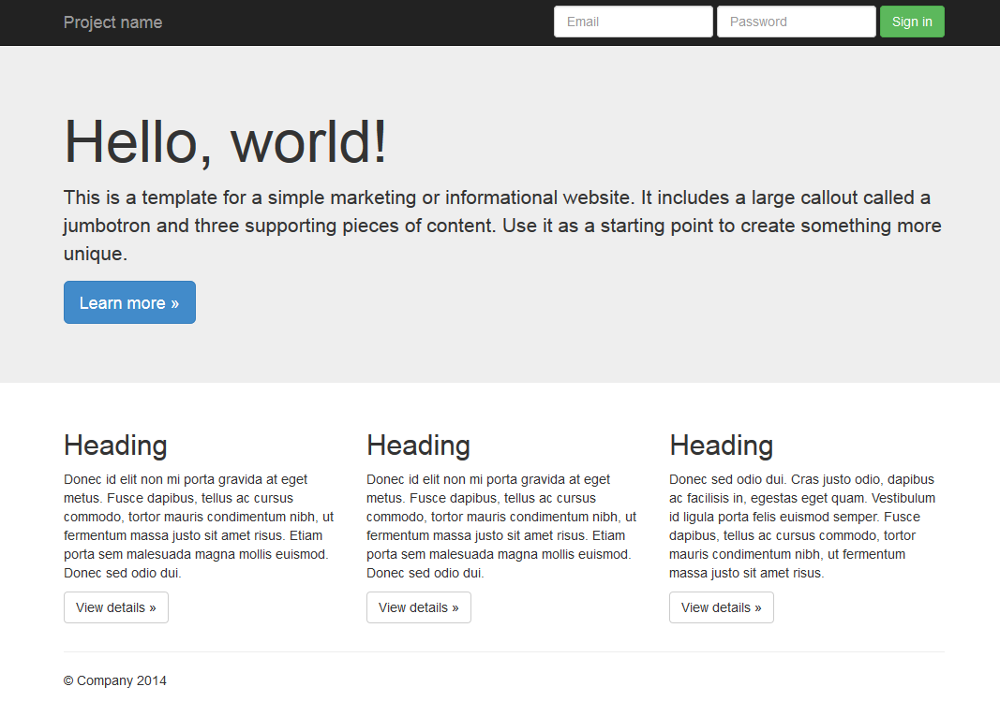 Project name
Email
Password
Sign in
Hello, world!
This is a template for a simple marketing or informational website. It includes a large callout called a
jumbotron and three supporting pieces of content. Use it as a starting point to create something more
unique.
Learn more »
Heading
Donec id elit non mi porta gravida at eget
metus. Fusce dapibus, tellus ac cursus
commodo, tortor mauris condimentum nibh, ut
fermentum massa justo sit amet risus. Etiam
porta sem malesuada magna mollis euismod.
Donec sed odio dui.
View details »
Heading
Donec id elit non mi porta gravida at eget
metus. Fusce dapibus, tellus ac cursus
commodo, tortor mauris condimentum nibh, ut
fermentum massa justo sit amet risus. Etiam
porta sem malesuada magna mollis euismod.
Donec sed odio dui.
View details »
Heading
Donec sed odio dui. Cras justo odio, dapibus
ac facilisis in, egestas eget quam. Vestibulum
id ligula porta felis euismod semper. Fusce
dapibus, tellus ac cursus commodo, tortor
mauris condimentum nibh, ut fermentum
massa justo sit amet risus.
View details »
© Company 2014